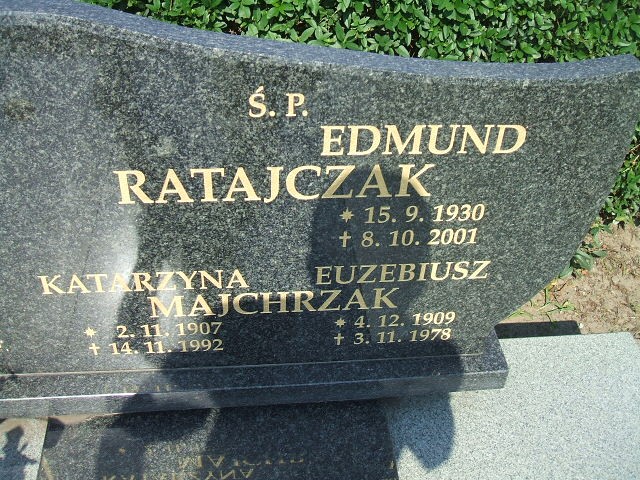 Ś. P.
EDMUND
RATAJCZAK
* 15. 9. 1930
† 8. 10. 2001
KATARZYNA EUZEBIUSZ
MAJCHRZAK
* 2. 11. 1907 * 4. 12. 1909
† 14. 11. 1992 † 3. 11. 1978